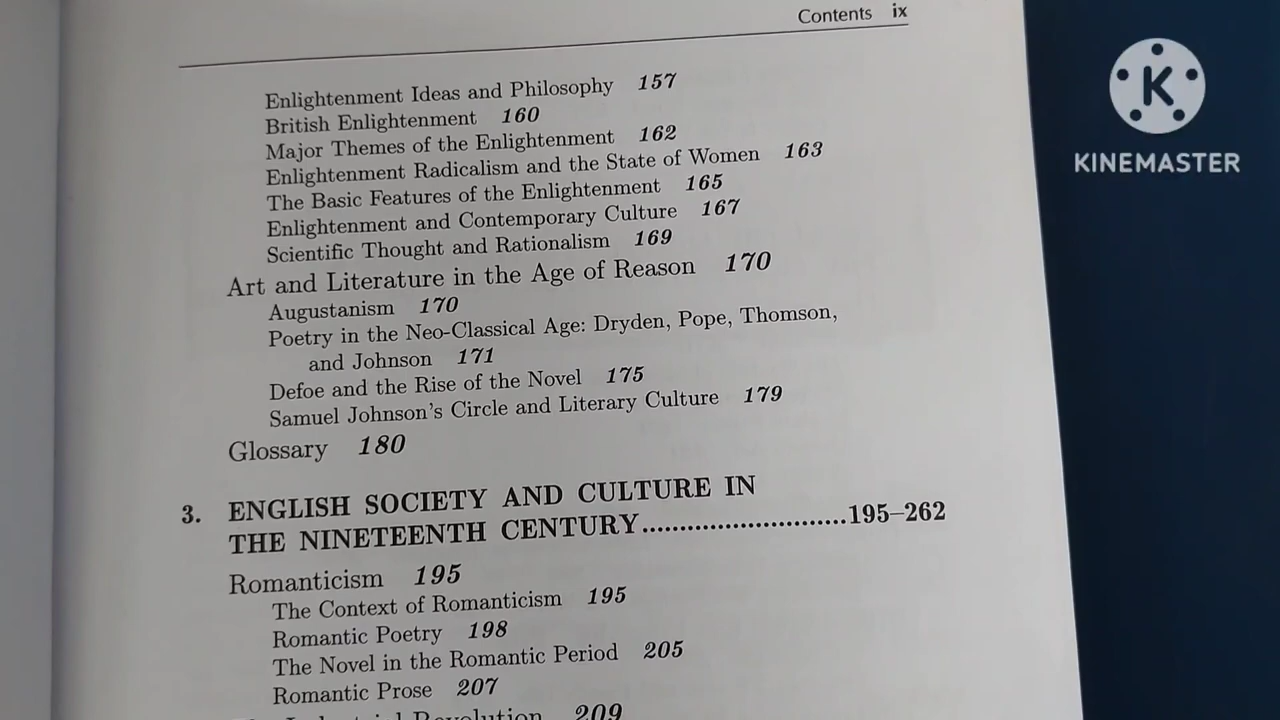 Contents ix
Enlightenment Ideas and Philosophy 157
British Enlightenment 160
Major Themes of the Enlightenment 162
Enlightenment Radicalism and the State of Women 163
The Basic Features of the Enlightenment 165
Enlightenment and Contemporary Culture 167
Scientific Thought and Rationalism 169
Art and Literature in the Age of Reason 170
Augustanism 170
Poetry in the Neo-Classical Age: Dryden, Pope, Thomson,
and Johnson 171
Defoe and the Rise of the Novel 175
Samuel Johnson's Circle and Literary Culture 179
Glossary 180
3. ENGLISH SOCIETY AND CULTURE IN
THE NINETEENTH CENTURY...........................195–262
Romanticism 195
The Context of Romanticism 195
Romantic Poetry 198
The Novel in the Romantic Period 205
Romantic Prose 207
Industrial Revolution 209
K
KINEMASTER